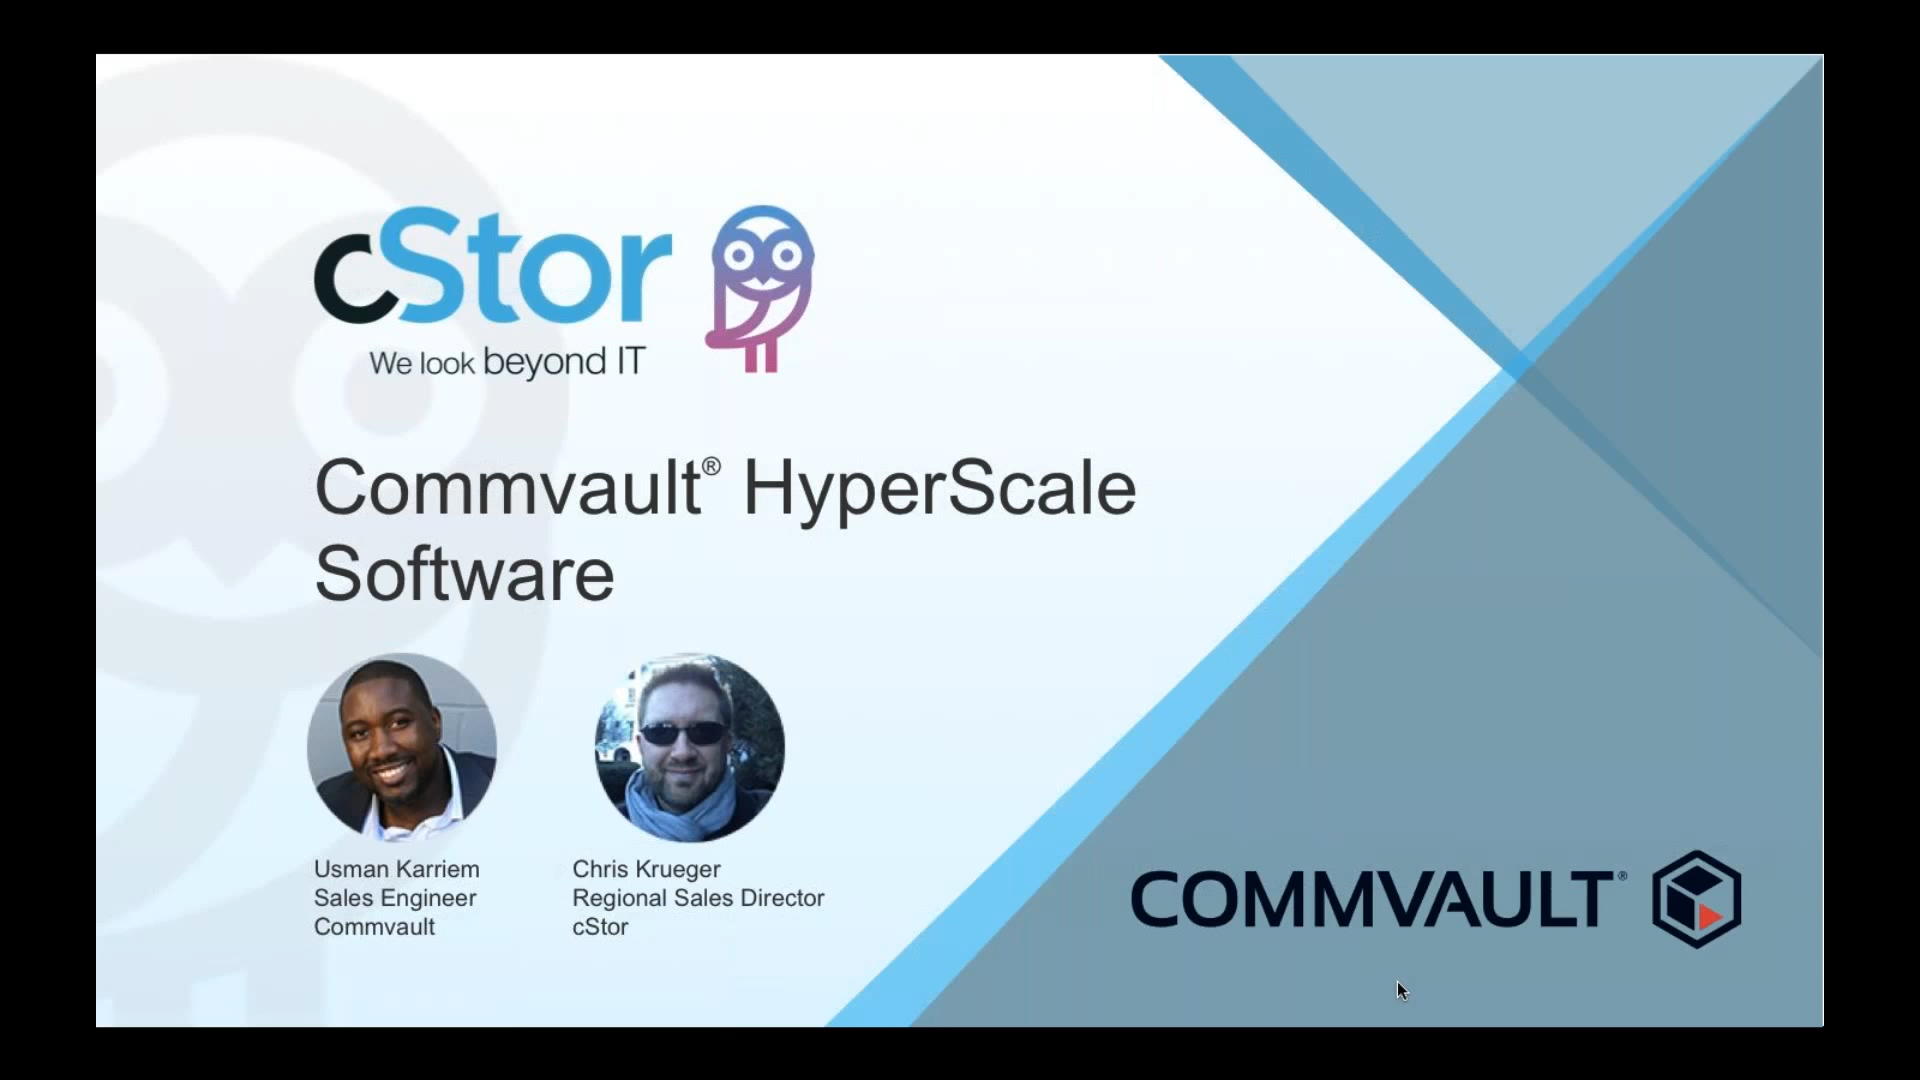 cStor
We look beyond IT
Commvault® HyperScale
Software
Usman Karriem
Sales Engineer
Commvault
Chris Krueger
Regional Sales Director
cStor
COMMVAULT®